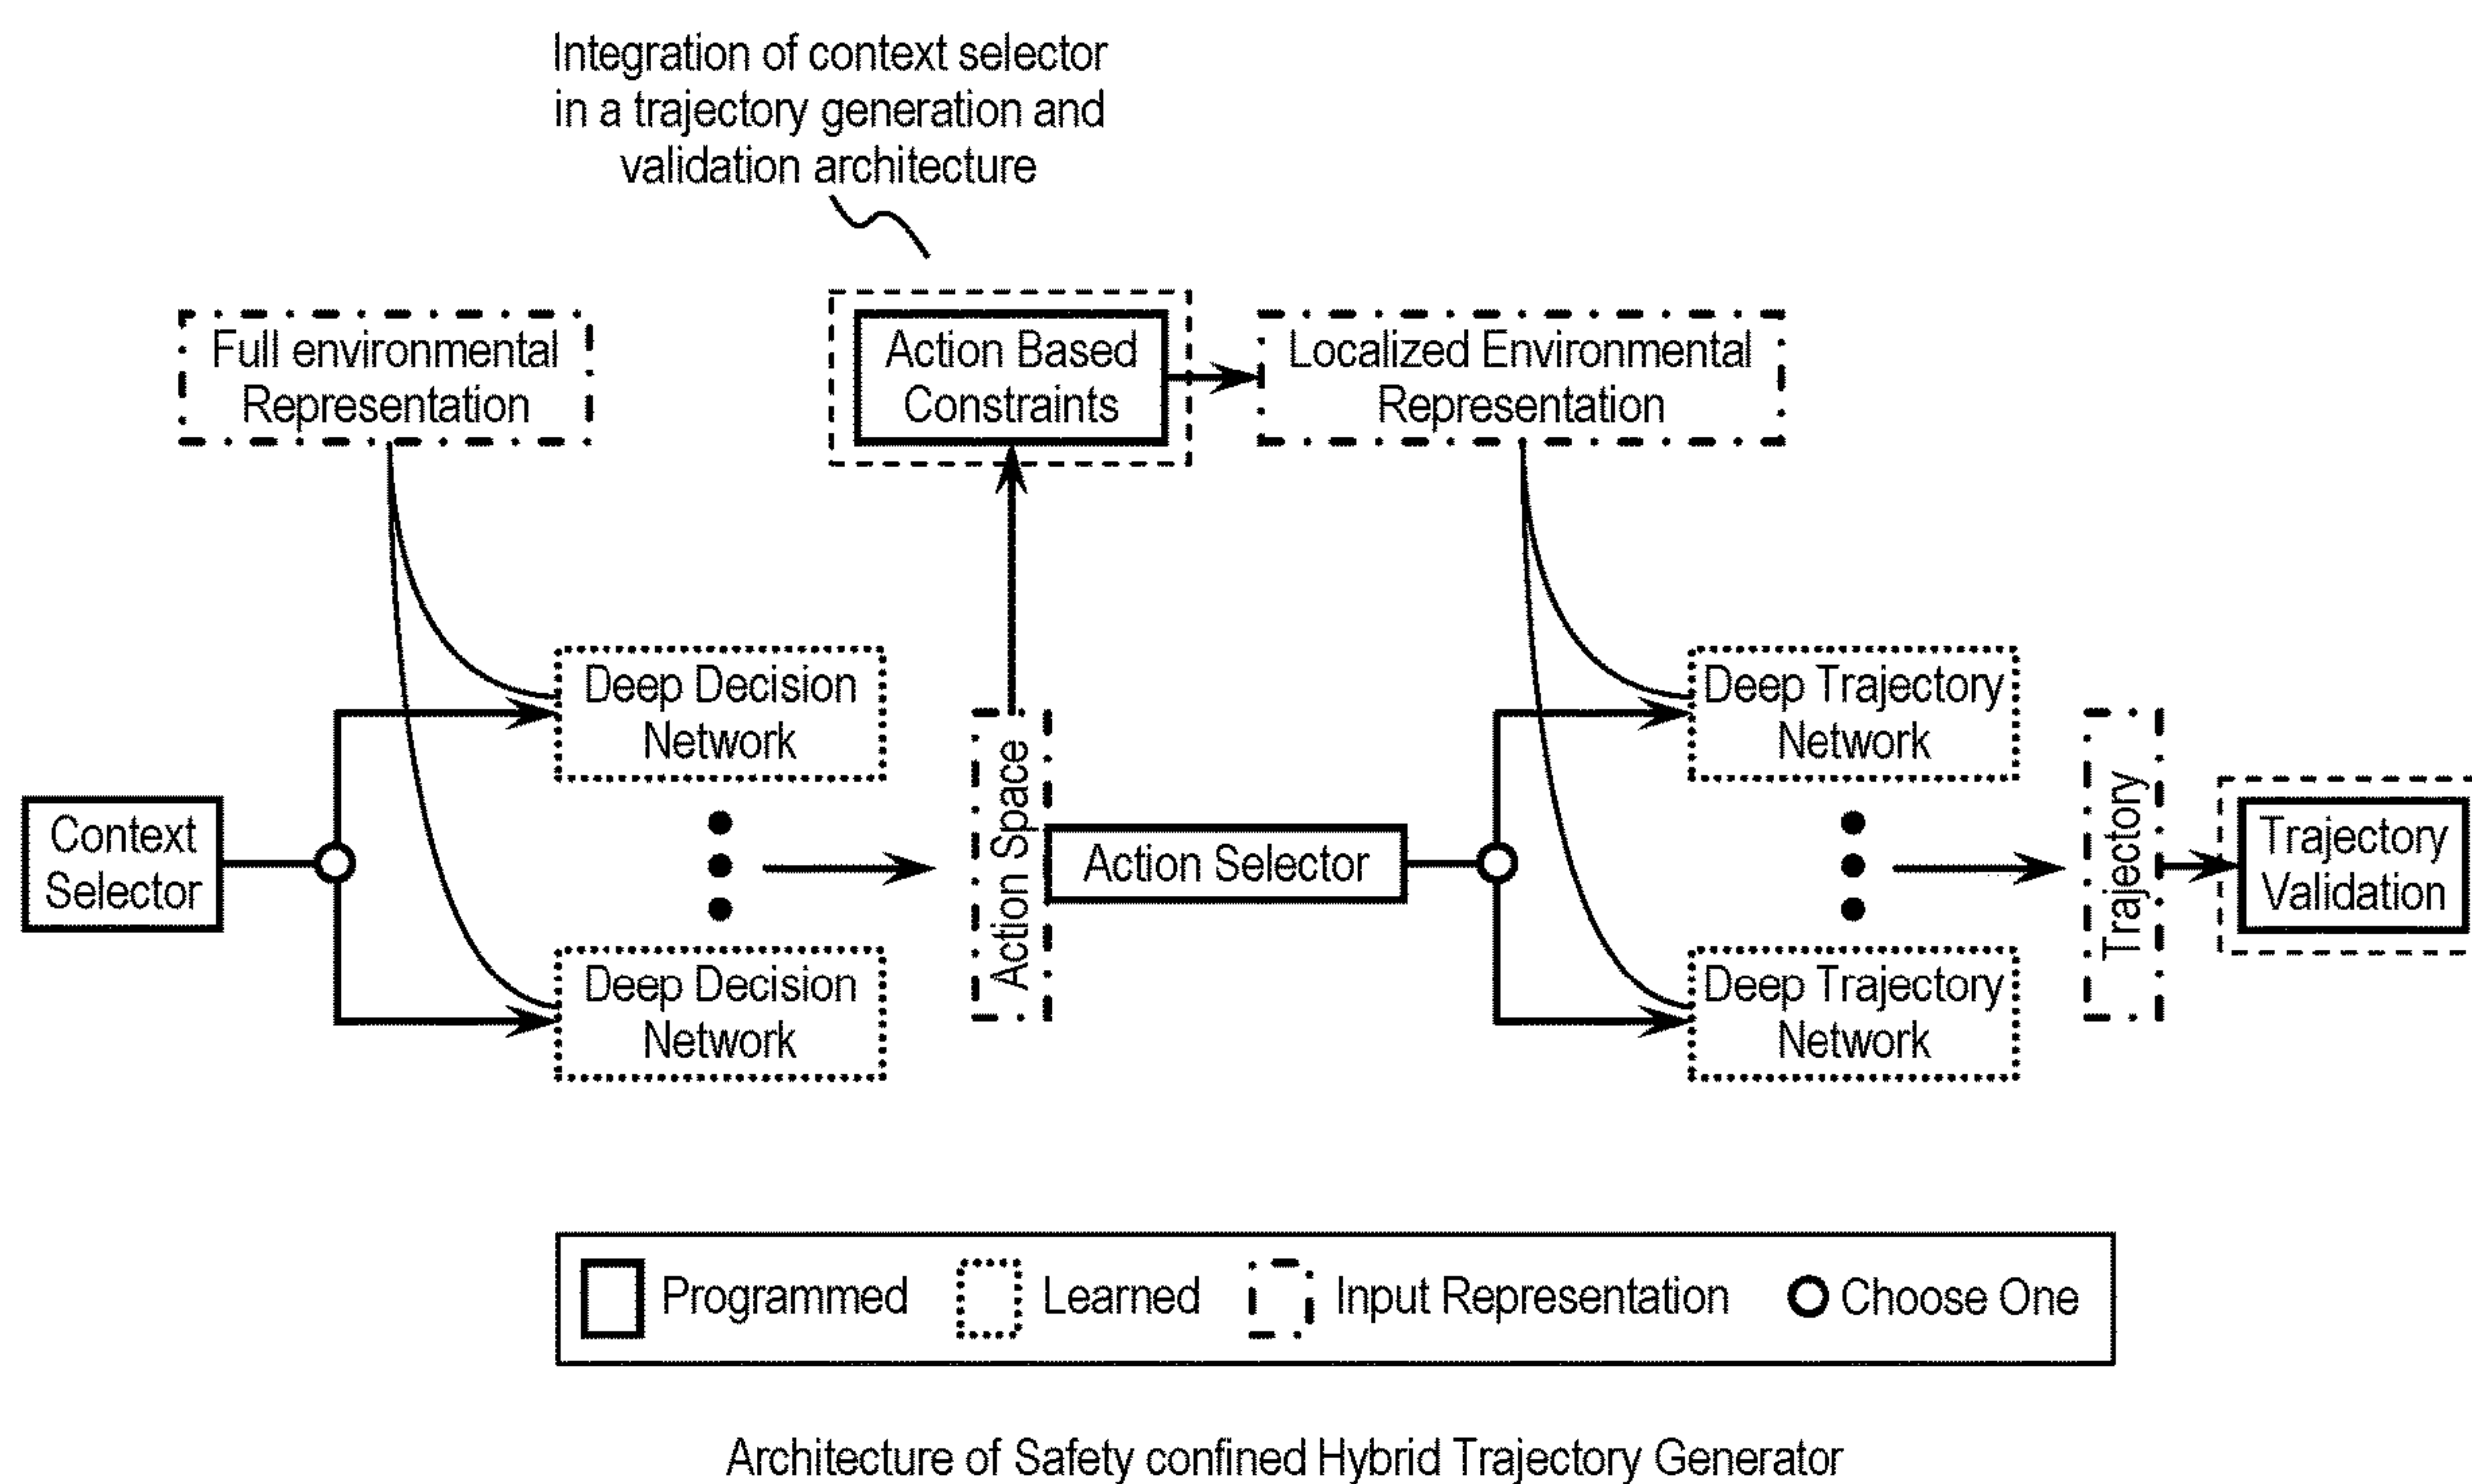 Integration of context selector
in a trajectory generation and
validation architecture
Full environmental
Representation
Action Based
Constraints
Localized Environmental
Representation
Deep Decision
Network
Deep Trajectory
Network
Context
Selector
Action Space
Action Selector
Trajectory
Trajectory
Validation
Deep Decision
Network
Deep Trajectory
Network
Programmed
Learned
Input Representation
Choose One
Architecture of Safety confined Hybrid Trajectory Generator